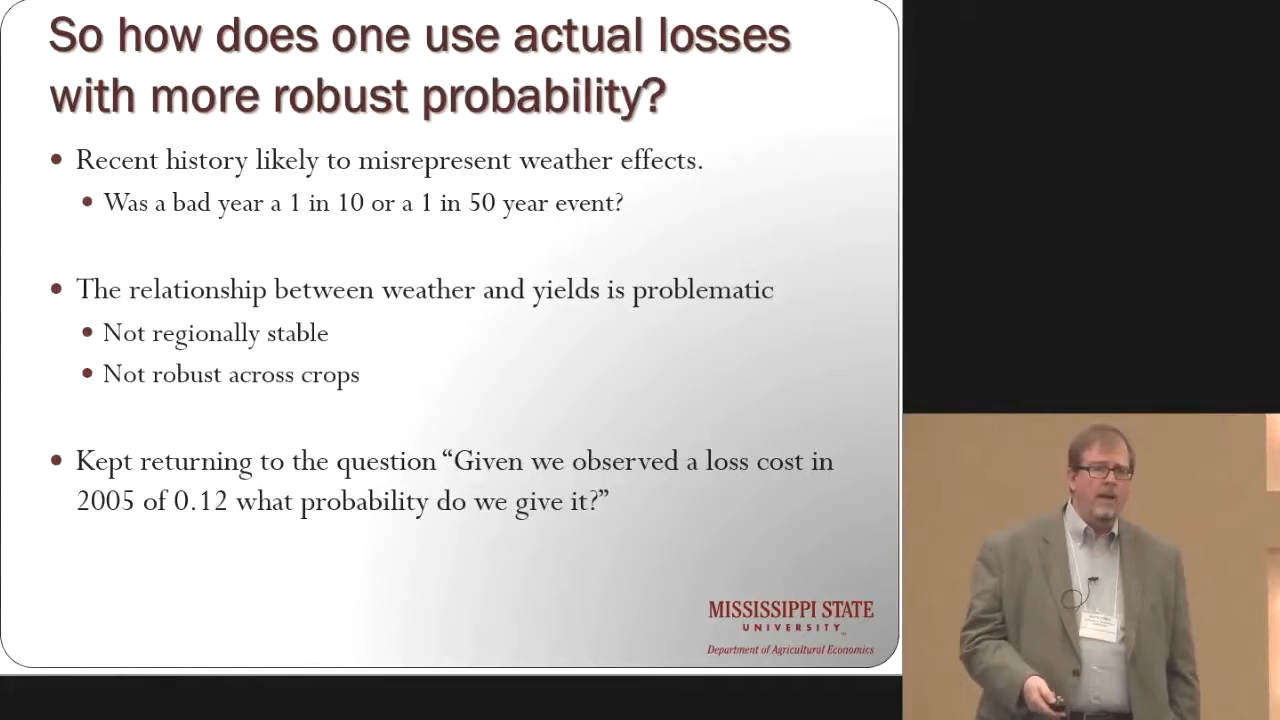 So how does one use actual losses
with more robust probability?
• Recent history likely to misrepresent weather effects.
• Was a bad year a 1 in 10 or a 1 in 50 year event?
• The relationship between weather and yields is problematic
• Not regionally stable
• Not robust across crops
• Kept returning to the question “Given we observed a loss cost in
2005 of 0.12 what probability do we give it?”
MISSISSIPPI STATE
UNIVERSITY™
Department of Agricultural Economics